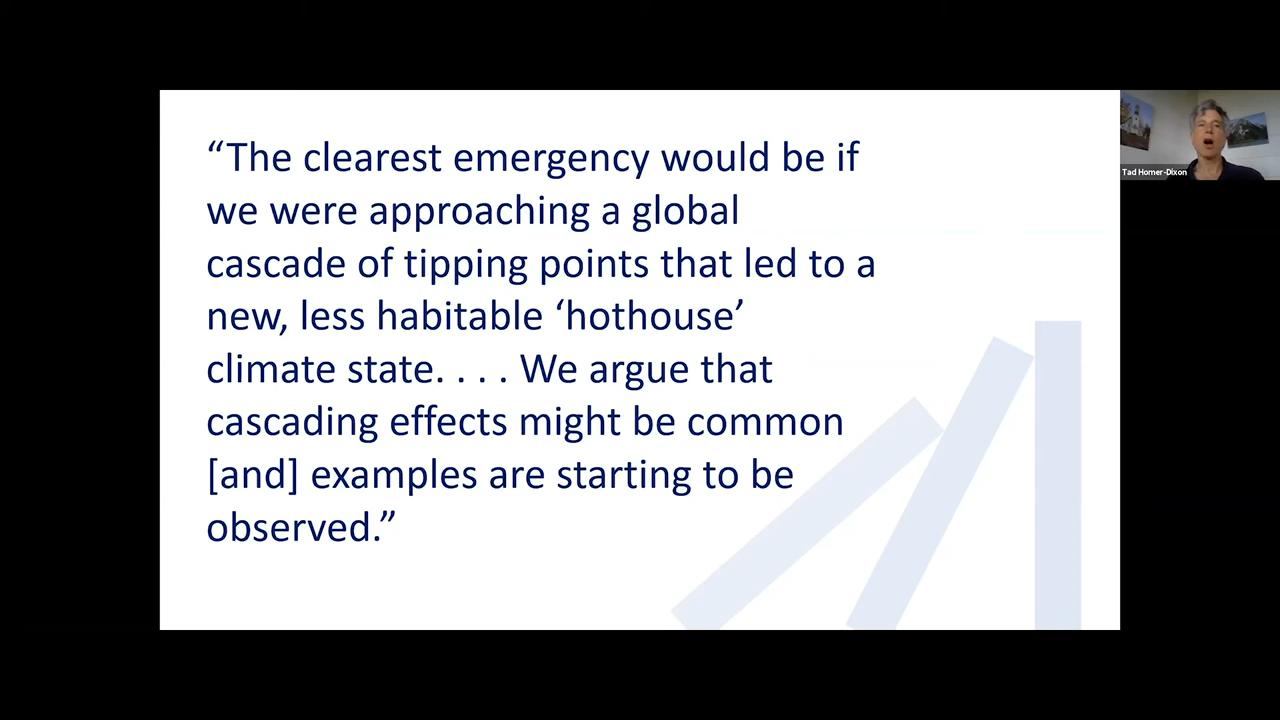 “The clearest emergency would be if
we were approaching a global
cascade of tipping points that led to a
new, less habitable ‘hothouse’
climate state. . . . We argue that
cascading effects might be common
[and] examples are starting to be
observed.”
Tad Homer-Dixon